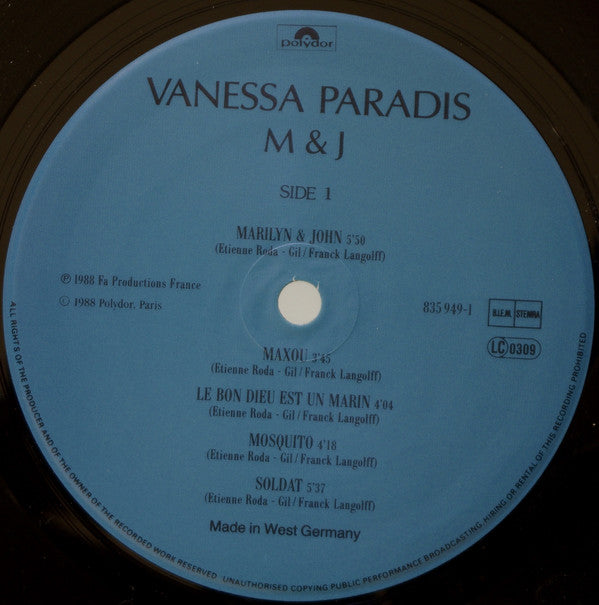 polydor
VANESSA PARADIS
M & J
SIDE 1
MARILYN & JOHN 5'50
(Etienne Roda - Gil / Franck Langolff)
℗ 1988 Fa Productions France
© 1988 Polydor, Paris
835 949-1
B.I.E.M. STEMRA
LC 0309
MAXOU 3'45
(Etienne Roda - Gil / Franck Langolff)
LE BON DIEU EST UN MARIN 4'04
(Etienne Roda - Gil / Franck Langolff)
MOSQUITO 4'18
(Etienne Roda - Gil / Franck Langolff)
SOLDAT 5'37
(Etienne Roda - Gil / Franck Langolff)
Made in West Germany
ALL RIGHTS OF THE PRODUCER AND OF THE OWNER OF THE RECORDED WORK RESERVED. UNAUTHORISED COPYING PUBLIC PERFORMANCE BROADCASTING HIRING OR RENTAL OF THIS RECORDING PROHIBITED